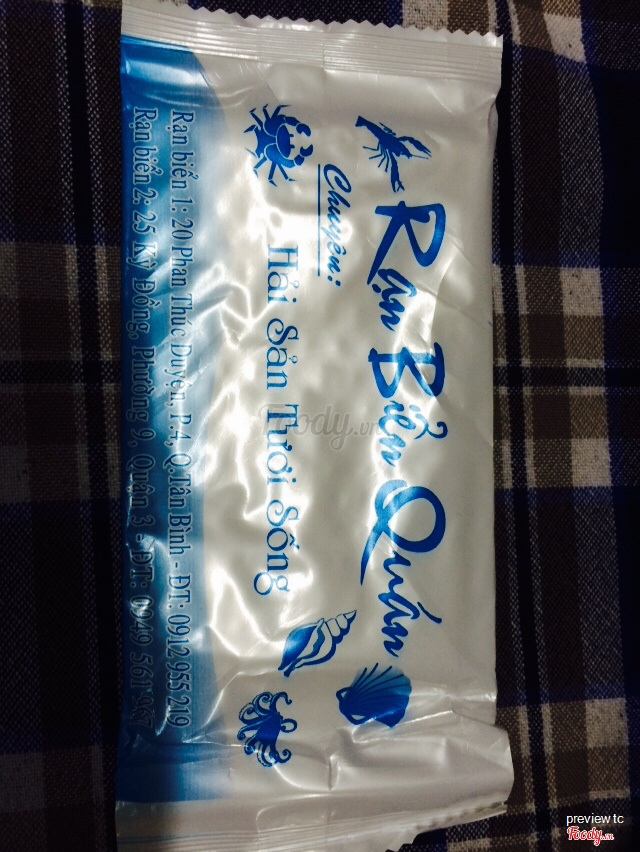 Rạn Biển Quán
Chuyên:
Hải Sản Tươi Sống
Rạn biển 1: 20 Phan Thúc Duyện, P.4, Q.Tân Bình - ĐT: 0912 955 219
Rạn biển 2: 25 Kỳ Đồng, Phường 9, Quận 3 - ĐT: 0949 561 987
Foody.vn
preview tc
Foody.vn